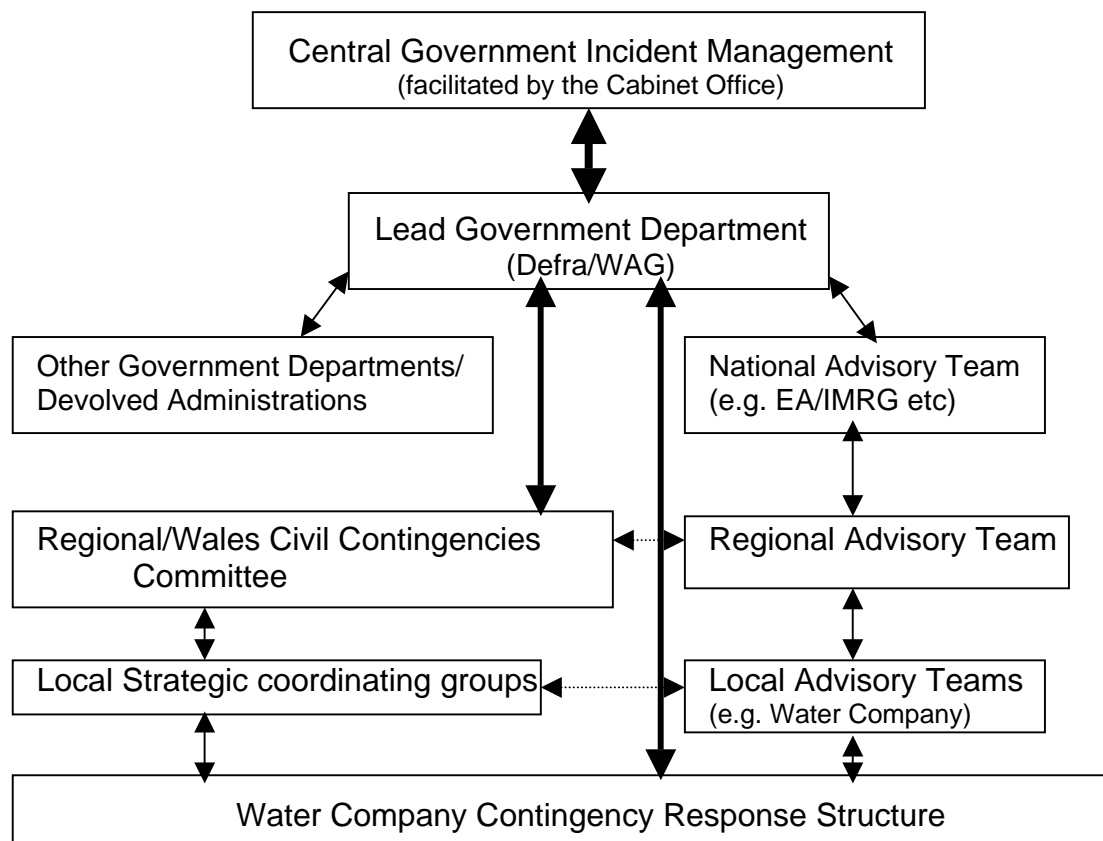 Central Government Incident Management
(facilitated by the Cabinet Office)
Lead Government Department
(Defra/WAG)
Other Government Departments/
Devolved Administrations
National Advisory Team
(e.g. EA/IMRG etc)
Regional/Wales Civil Contingencies
Committee
Regional Advisory Team
Local Strategic coordinating groups
Local Advisory Teams
(e.g. Water Company)
Water Company Contingency Response Structure